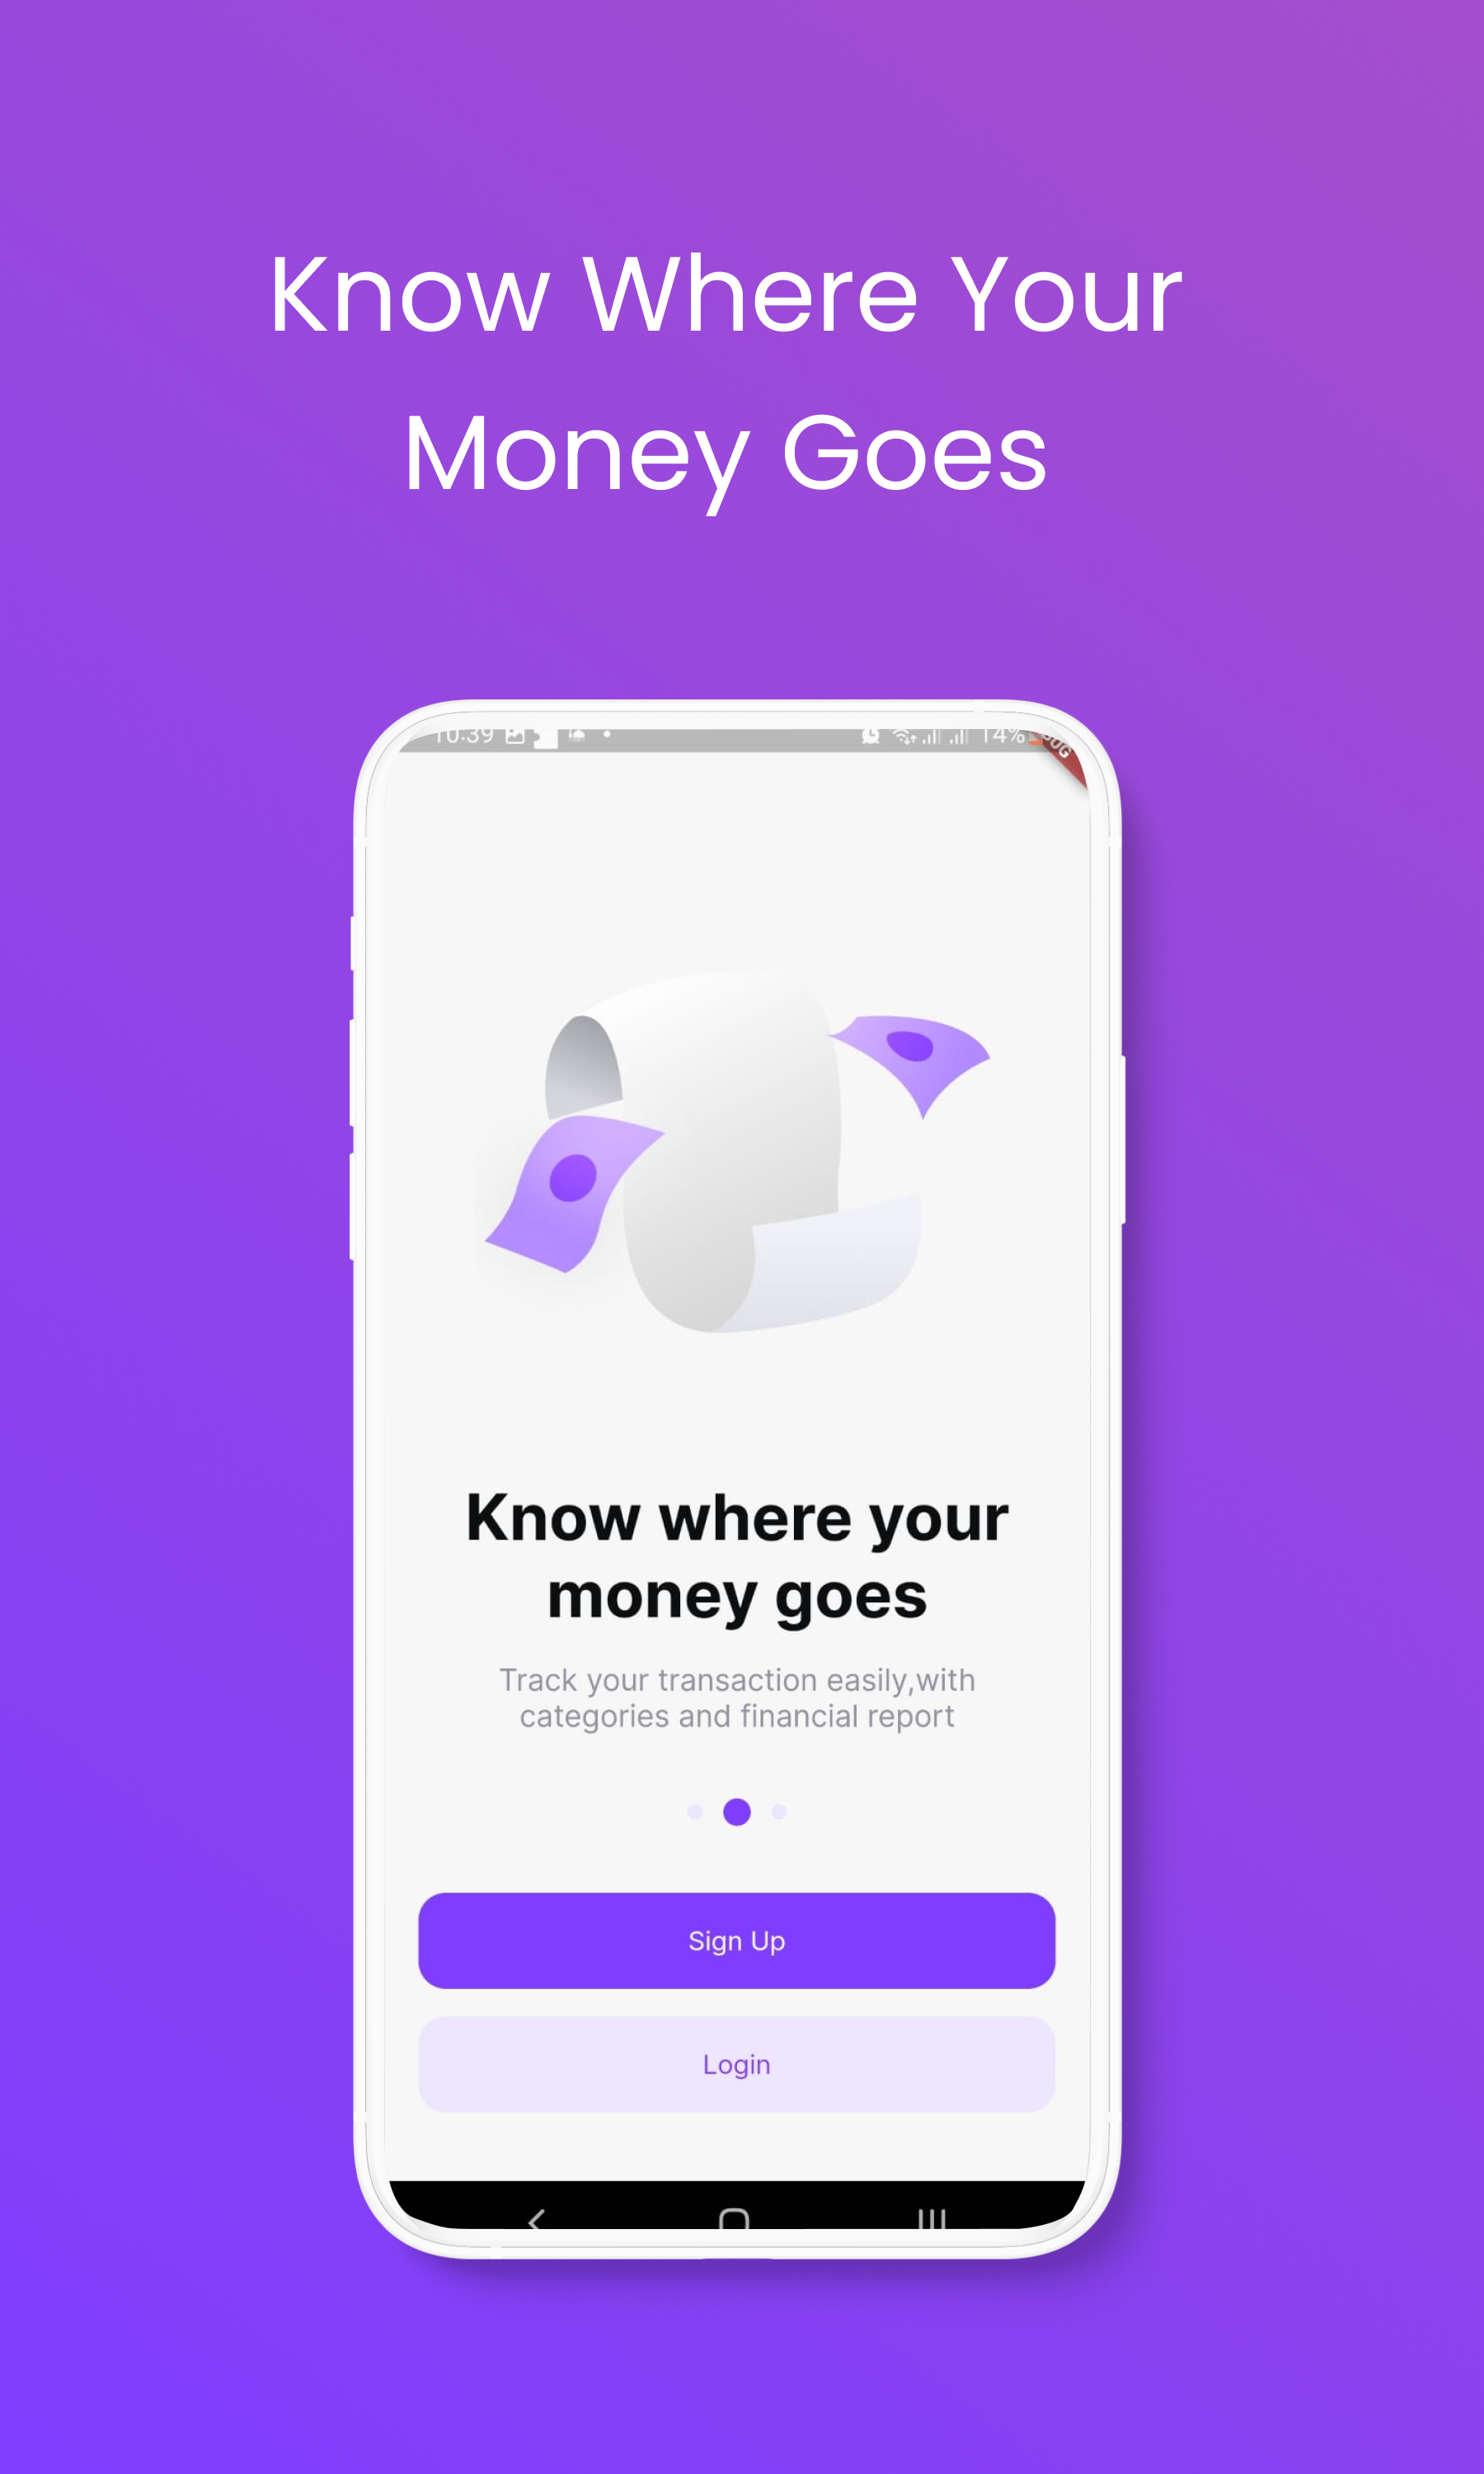 Know Where Your
Money Goes
10:39 14%
Know where your
money goes
Track your transaction easily,with
categories and financial report
Sign Up
Login